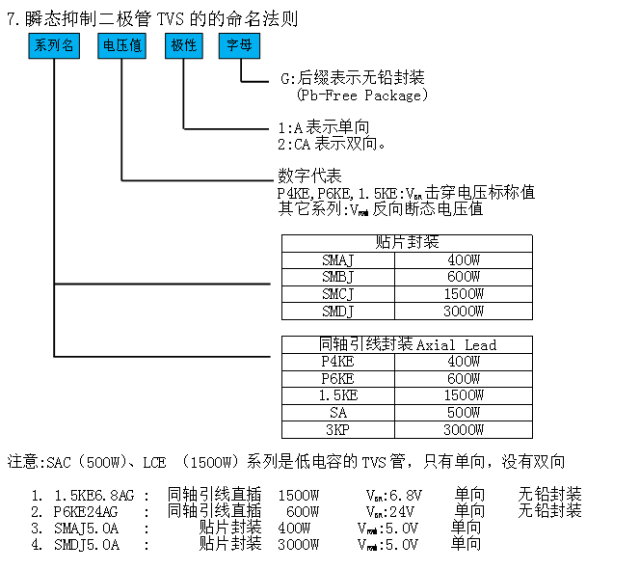 7.瞬态抑制二极管 TVS 的的命名法则
系列名 电压值 极性 字母
G:后缀表示无铅封装
(Pb-Free Package)
1:A 表示单向
2:CA 表示双向。
数字代表
P4KE,P6KE,1.5KE:V 击穿电压标称值
其它系列:V 反向断态电压值
贴片封装
SMAJ 400W
SMBJ 600W
SMCJ 1500W
SMDJ 3000W
同轴引线封装 Axial Lead
P4KE 400W
P6KE 600W
1.5KE 1500W
SA 500W
3KP 3000W
注意:SAC (500W)、LCE (1500W) 系列是低电容的 TVS 管，只有单向，没有双向
1. 1.5KE6.8AG : 同轴引线直插 1500W V:6.8V 单向 无铅封装
2. P6KE24AG : 同轴引线直插 600W V:24V 单向 无铅封装
3. SMAJ5.0A : 贴片封装 400W V:5.0V 单向
4. SMDJ5.0A : 贴片封装 3000W V:5.0V 单向